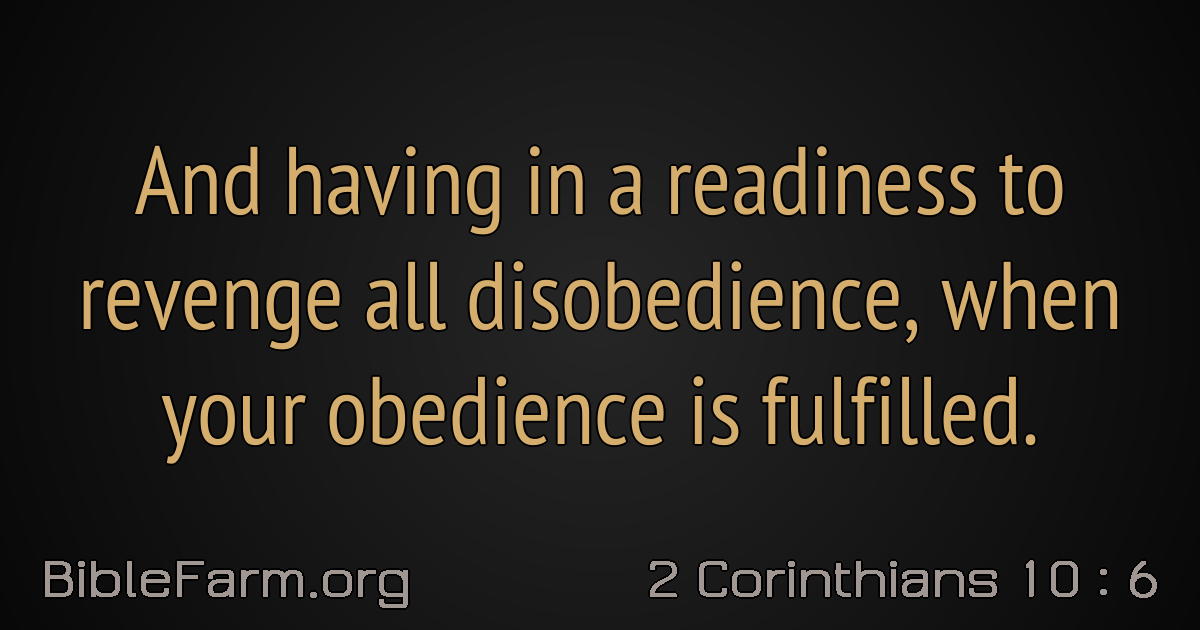 And having in a readiness to
revenge all disobedience, when
your obedience is fulfilled.
BibleFarm.org
2 Corinthians 10 : 6